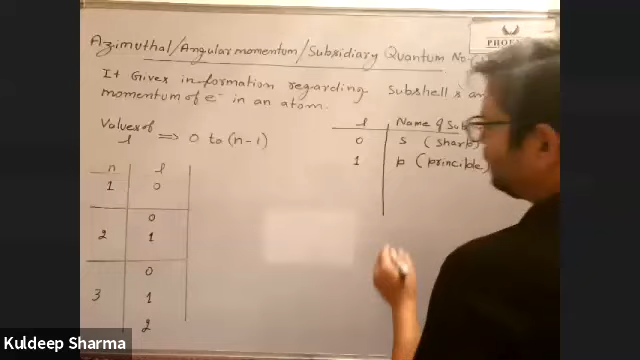 Azimuthal/Angular momentum/Subsidiary Quantum No.
It Gives information regarding Subshell's
momentum of e⁻ in an atom.
Values of l => 0 to (n-1)
n l
1 0
0
2 1
0
3 1
2
l Name of Sub
0 s (sharp)
1 p (principle)
Kuldeep Sharma